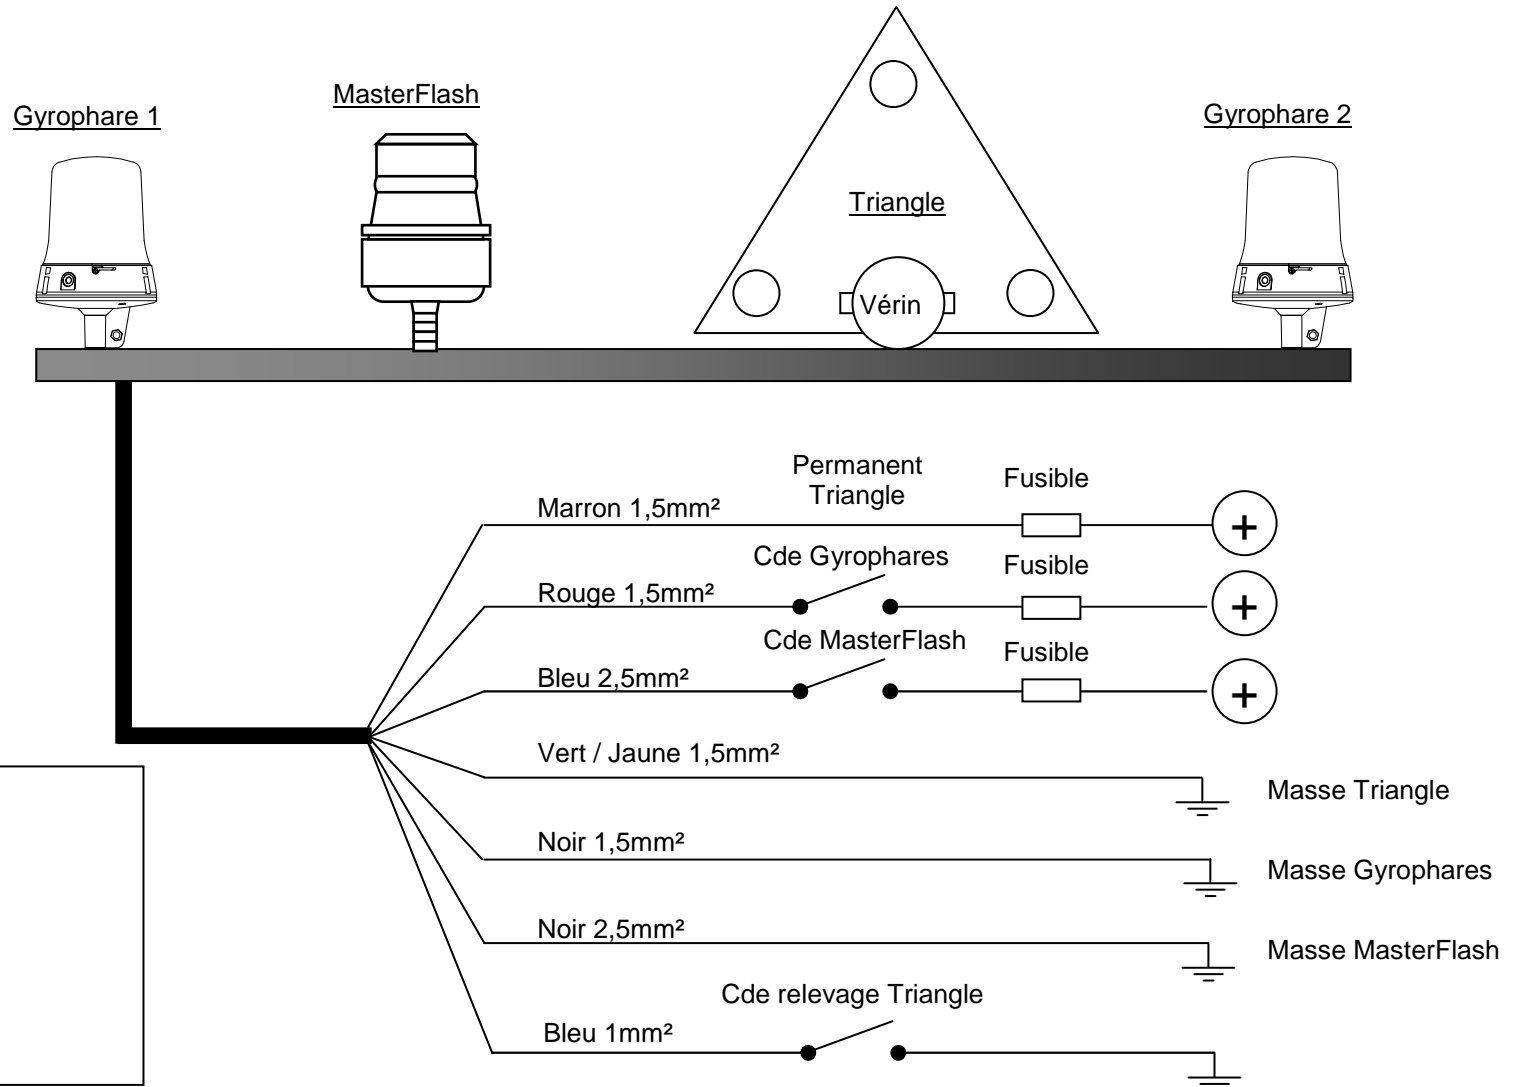 Gyrophare 1
MasterFlash
Gyrophare 2
Triangle
Vérin
Permanent
Triangle
Fusible
Marron 1,5mm²
+
Cde Gyrophares
Fusible
Rouge 1,5mm²
+
Cde MasterFlash
Fusible
Bleu 2,5mm²
+
Vert / Jaune 1,5mm²
Masse Triangle
Noir 1,5mm²
Masse Gyrophares
Noir 2,5mm²
Masse MasterFlash
Cde relevage Triangle
Bleu 1mm²